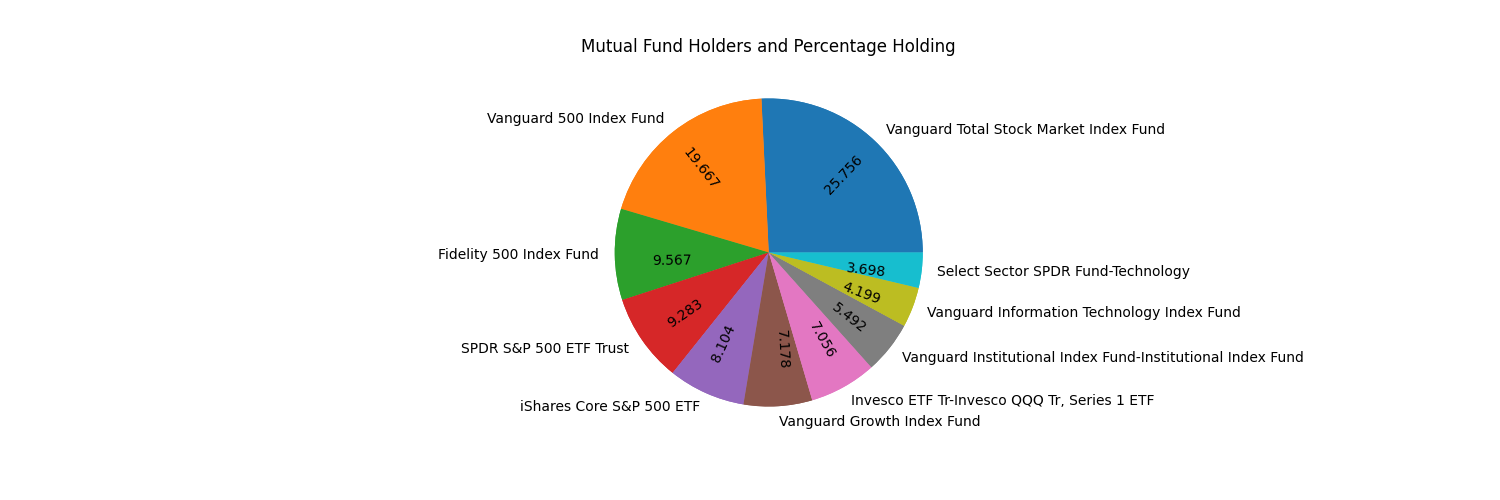 Mutual Fund Holders and Percentage Holding
Vanguard Total Stock Market Index Fund
25.756
Vanguard 500 Index Fund
19.667
Fidelity 500 Index Fund
9.567
SPDR S&P 500 ETF Trust
9.283
iShares Core S&P 500 ETF
8.104
Vanguard Growth Index Fund
7.178
Invesco ETF Tr-Invesco QQQ Tr, Series 1 ETF
7.056
Vanguard Institutional Index Fund-Institutional Index Fund
5.492
Vanguard Information Technology Index Fund
4.199
Select Sector SPDR Fund-Technology
3.698